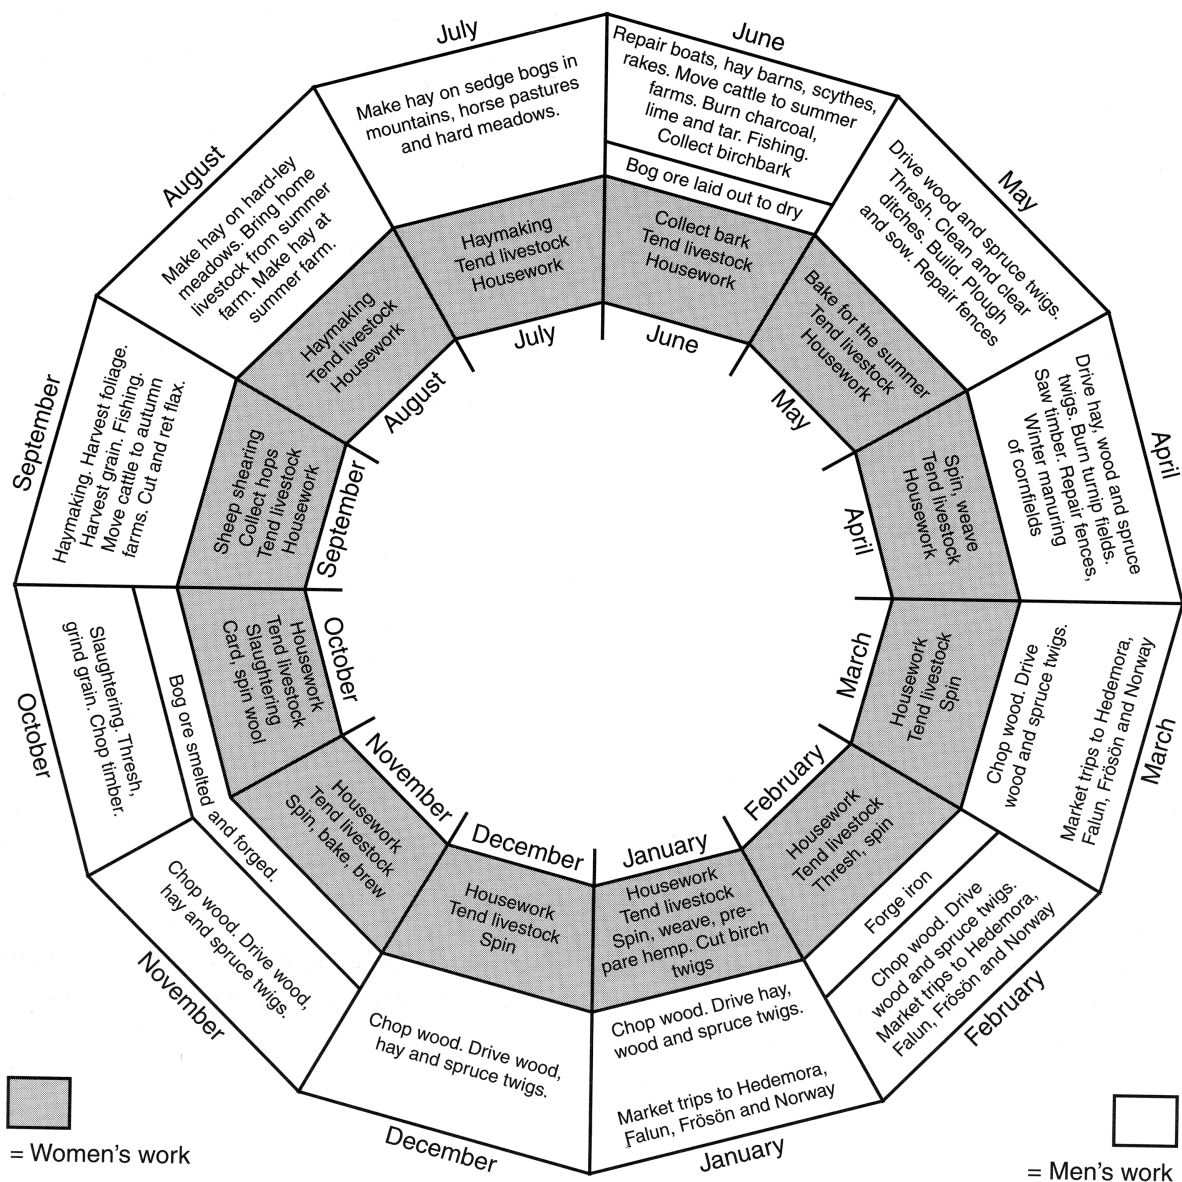 July
Make hay on sedge bogs in
mountains, horse pastures
and hard meadows.
Haymaking
Tend livestock
Housework
July
June
Repair boats, hay barns, scythes,
rakes. Move cattle to summer
farms. Burn charcoal,
lime and tar. Fishing.
Collect birchbark
Bog ore laid out to dry
Collect bark
Tend livestock
Housework
June
May
Drive wood and spruce twigs.
Thresh. Clean and clear
ditches. Build. Plough
and sow. Repair fences
Bake for the summer
Tend livestock
Housework
May
April
Drive hay, wood and spruce
twigs. Burn turnip fields.
Saw timber. Repair fences,
Winter manuring
of cornfields
Spin, weave
Tend livestock
Housework
April
March
Chop wood. Drive
wood and spruce twigs.
Market trips to Hedemora,
Falun, Frösön and Norway
Housework
Tend livestock
Spin
March
February
Forge iron
Chop wood. Drive
wood and spruce twigs.
Market trips to Hedemora,
Falun, Frösön and Norway
Housework
Tend livestock
Thresh, spin
February
January
Housework
Tend livestock
Spin, weave, pre-
pare hemp. Cut birch
twigs
Chop wood. Drive hay,
wood and spruce twigs.
Market trips to Hedemora,
Falun, Frösön and Norway
January
December
Housework
Tend livestock
Spin
Chop wood. Drive wood,
hay and spruce twigs.
December
November
Housework
Tend livestock
Spin, bake, brew
Chop wood. Drive wood,
hay and spruce twigs.
November
October
Housework
Tend livestock
Slaughtering
Card, spin wool
Bog ore smelted and forged.
Slaughtering. Thresh,
grind grain. Chop timber.
October
September
Haymaking. Harvest foliage.
Harvest grain. Fishing.
Move cattle to autumn
farms. Cut and ret flax.
Sheep shearing
Collect hops
Tend livestock
Housework
September
August
Make hay on hard-ley
meadows. Bring home
livestock from summer
farm. Make hay at
summer farm.
Haymaking
Tend livestock
Housework
August
= Women's work
= Men's work